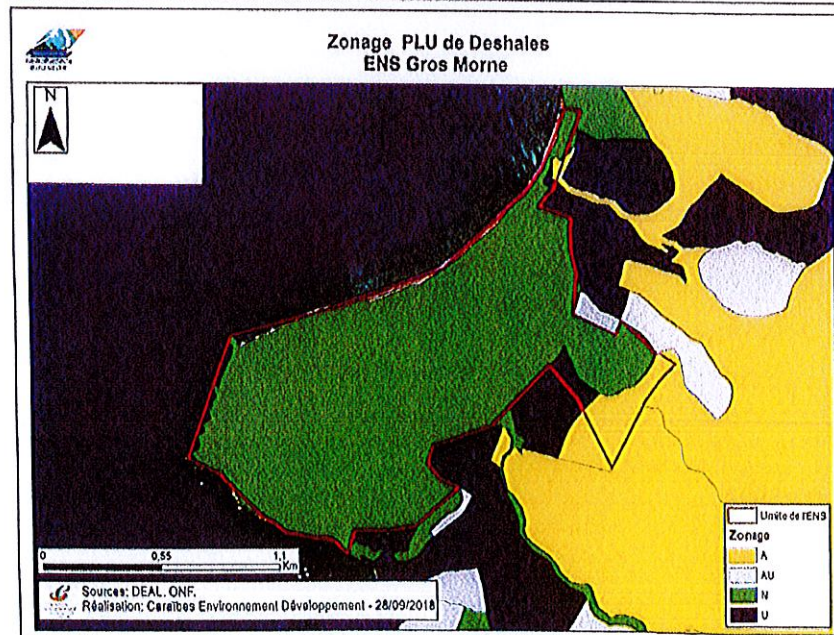 Zonage PLU de Deshaies
ENS Gros Morne
N
0
0,55
1,1
Km
Limite de l'ENS
Zonage
A
AU
N
U
Sources: DEAL, ONF.
Réalisation: Caraïbes Environnement Développement - 28/09/2018